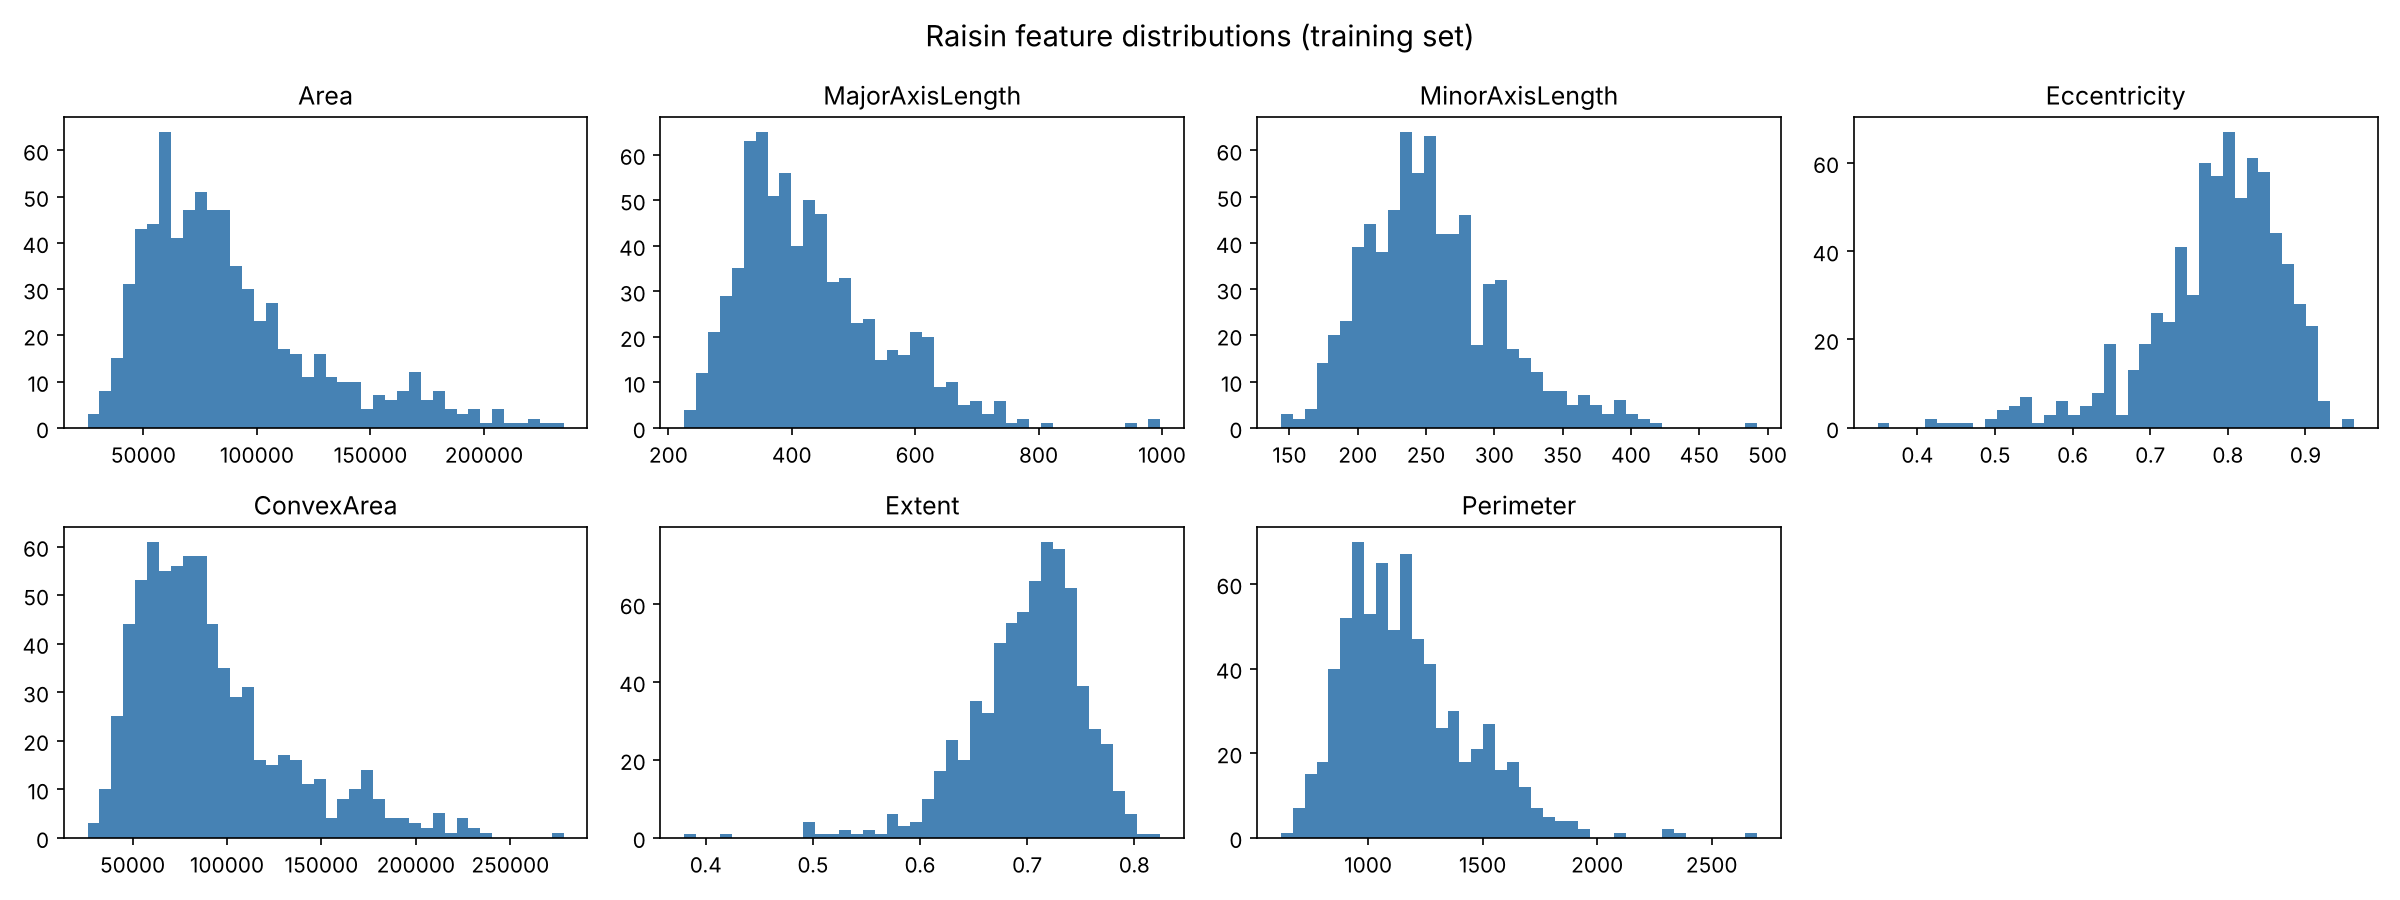 Raisin feature distributions (training set)
Area
MajorAxisLength
MinorAxisLength
Eccentricity
60
50
40
30
20
10
0
50000 100000 150000 200000
60
50
40
30
20
10
0
200 400 600 800 1000
60
50
40
30
20
10
0
150 200 250 300 350 400 450 500
60
40
20
0
0.4 0.5 0.6 0.7 0.8 0.9
ConvexArea
Extent
Perimeter
60
50
40
30
20
10
0
50000 100000 150000 200000 250000
60
40
20
0
0.4 0.5 0.6 0.7 0.8
60
40
20
0
1000 1500 2000 2500